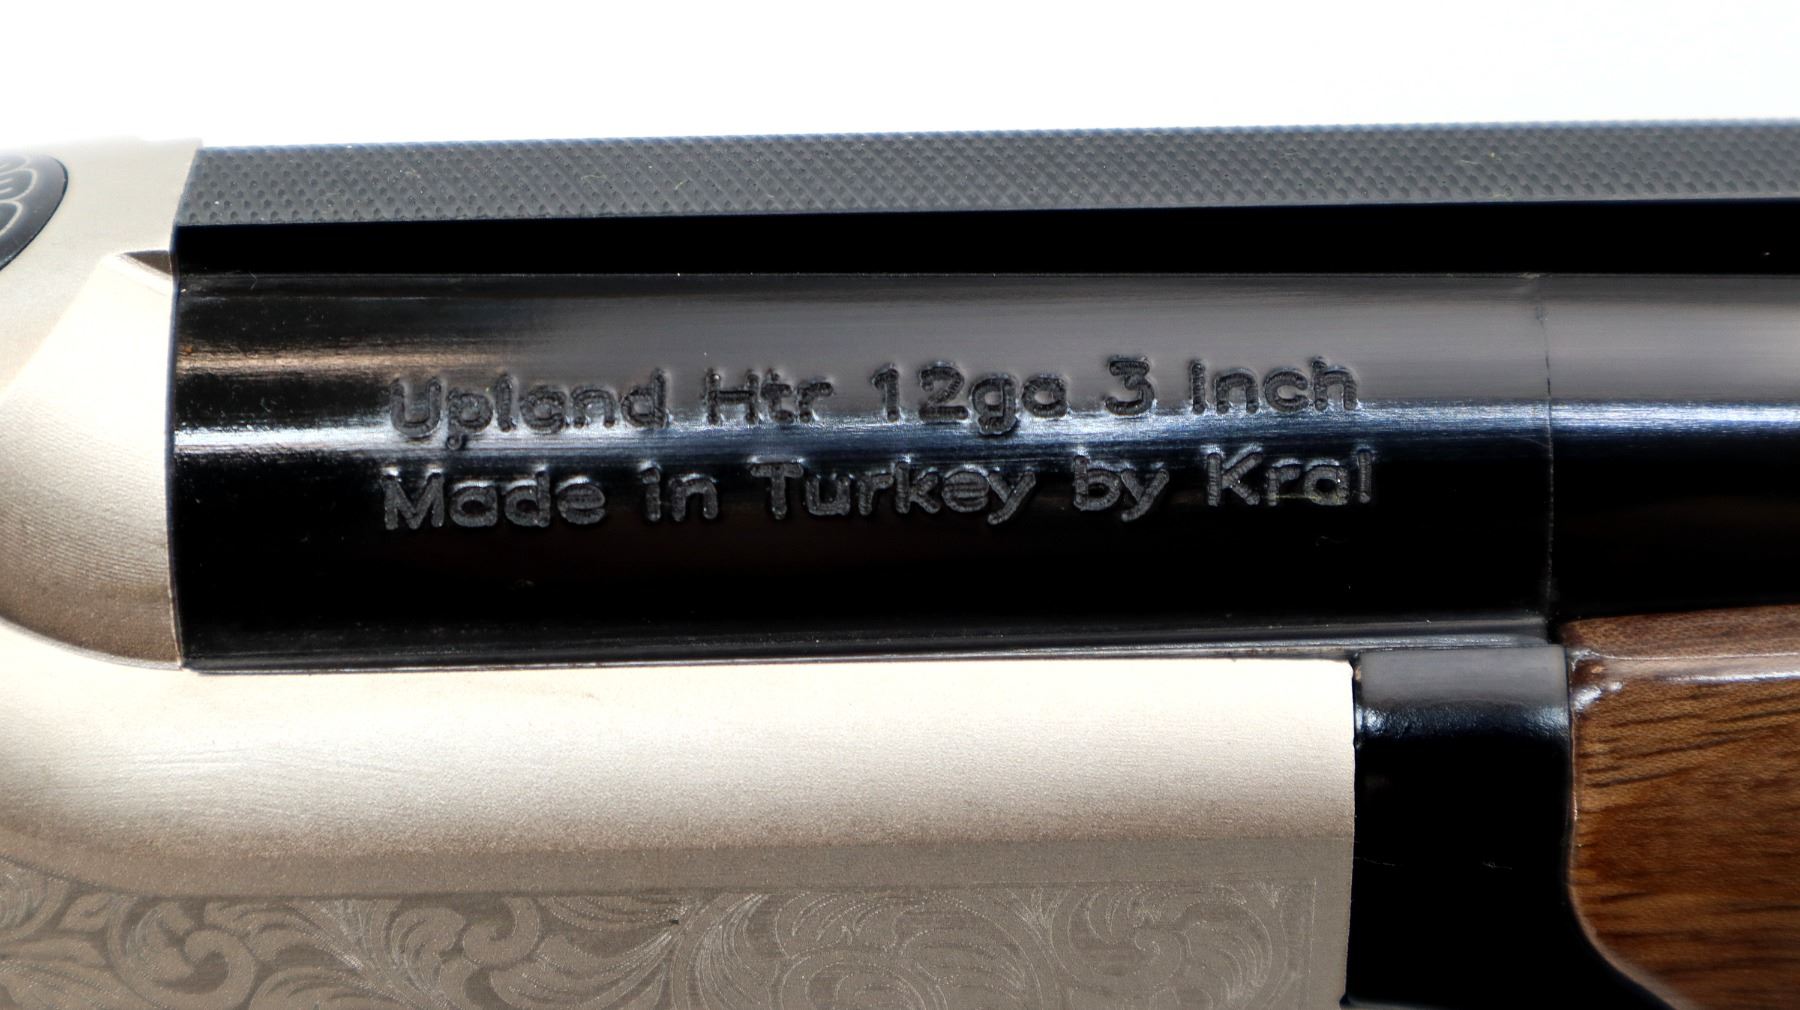 Upland Htr 12ga 3 Inch
Made in Turkey by Kral